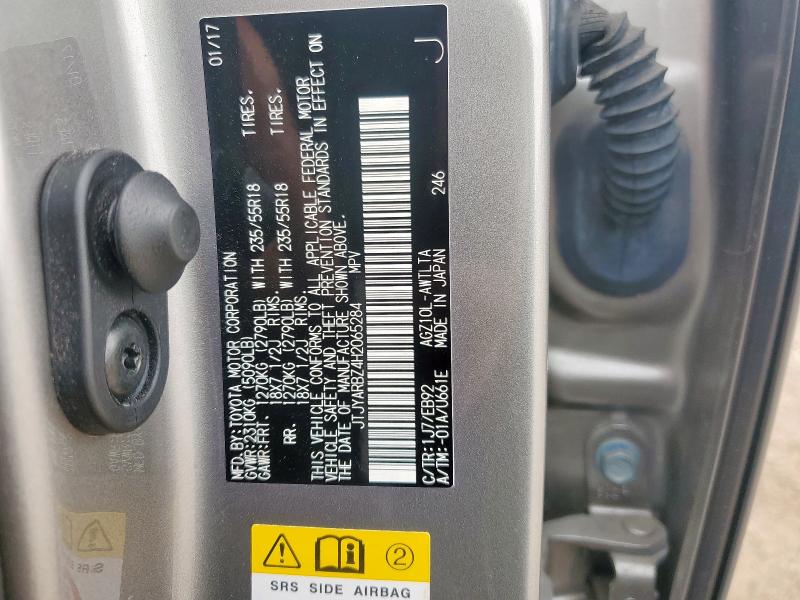 MFD. BY: TOYOTA MOTOR CORPORATION 01/17
GVWR: 2310KG (5090LB)
GAWR: FRT. 1270KG (2790LB) WITH 235/55R18 TIRES.
18X7 1/2J RIMS.
RR. 1270KG (2790LB) WITH 235/55R18 TIRES.
18X7 1/2J RIMS.
THIS VEHICLE CONFORMS TO ALL APPLICABLE FEDERAL MOTOR
VEHICLE SAFETY AND THEFT PREVENTION STANDARDS IN EFFECT ON
THE DATE OF MANUFACTURE SHOWN ABOVE.
JTJYARBZ4H2065284 MPV
J
C/TR: 1J7/EB92 AGZ10L-AWTLTA
A/TM: -01A/U661E MADE IN JAPAN 246
2
SRS SIDE AIRBAG